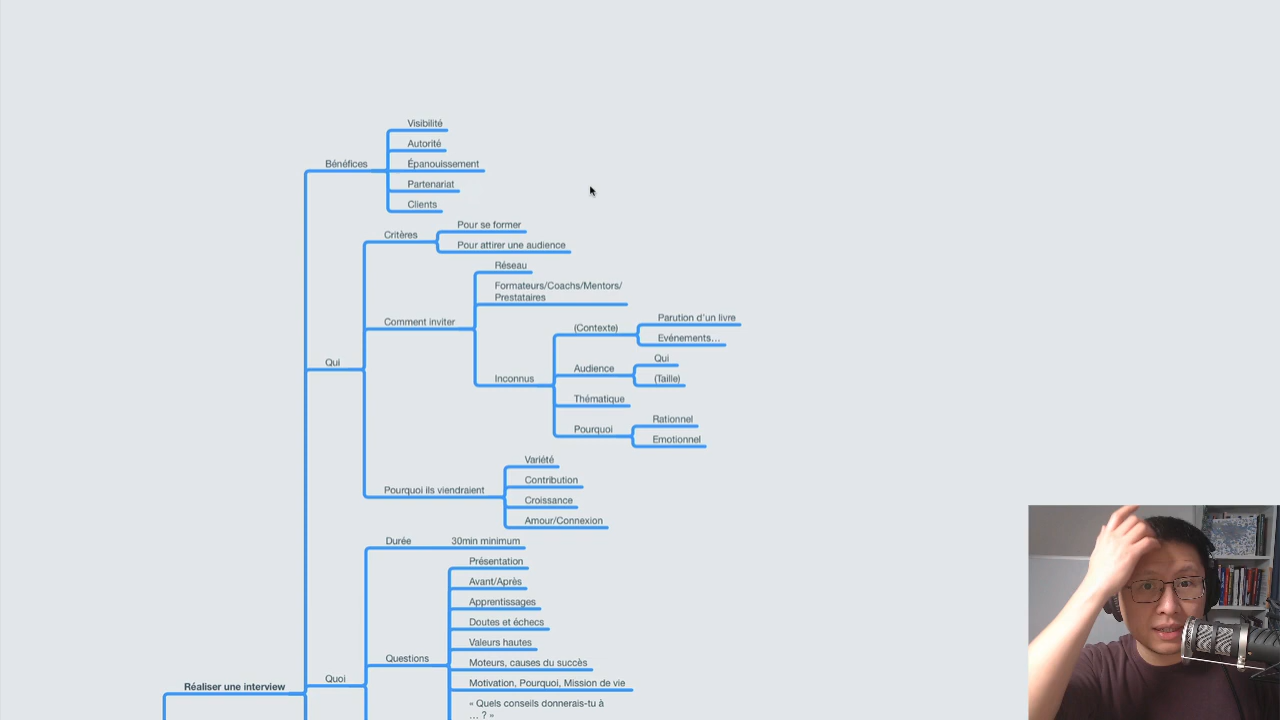 Visibilité
Autorité
Bénéfices
Épanouissement
Partenariat
Clients
Pour se former
Critères
Pour attirer une audience
Réseau
Formateurs/Coachs/Mentors/
Prestataires
Comment inviter
Parution d'un livre
(Contexte)
Evénements...
Qui
Audience
(Taille)
Qui
Inconnus
Thématique
Rationnel
Pourquoi
Emotionnel
Variété
Contribution
Pourquoi ils viendraient
Croissance
Amour/Connexion
Durée
30min minimum
Présentation
Avant/Après
Apprentissages
Doutes et échecs
Valeurs hautes
Questions
Moteurs, causes du succès
Quoi
Motivation, Pourquoi, Mission de vie
Réaliser une interview
« Quels conseils donnerais-tu à
... ? »